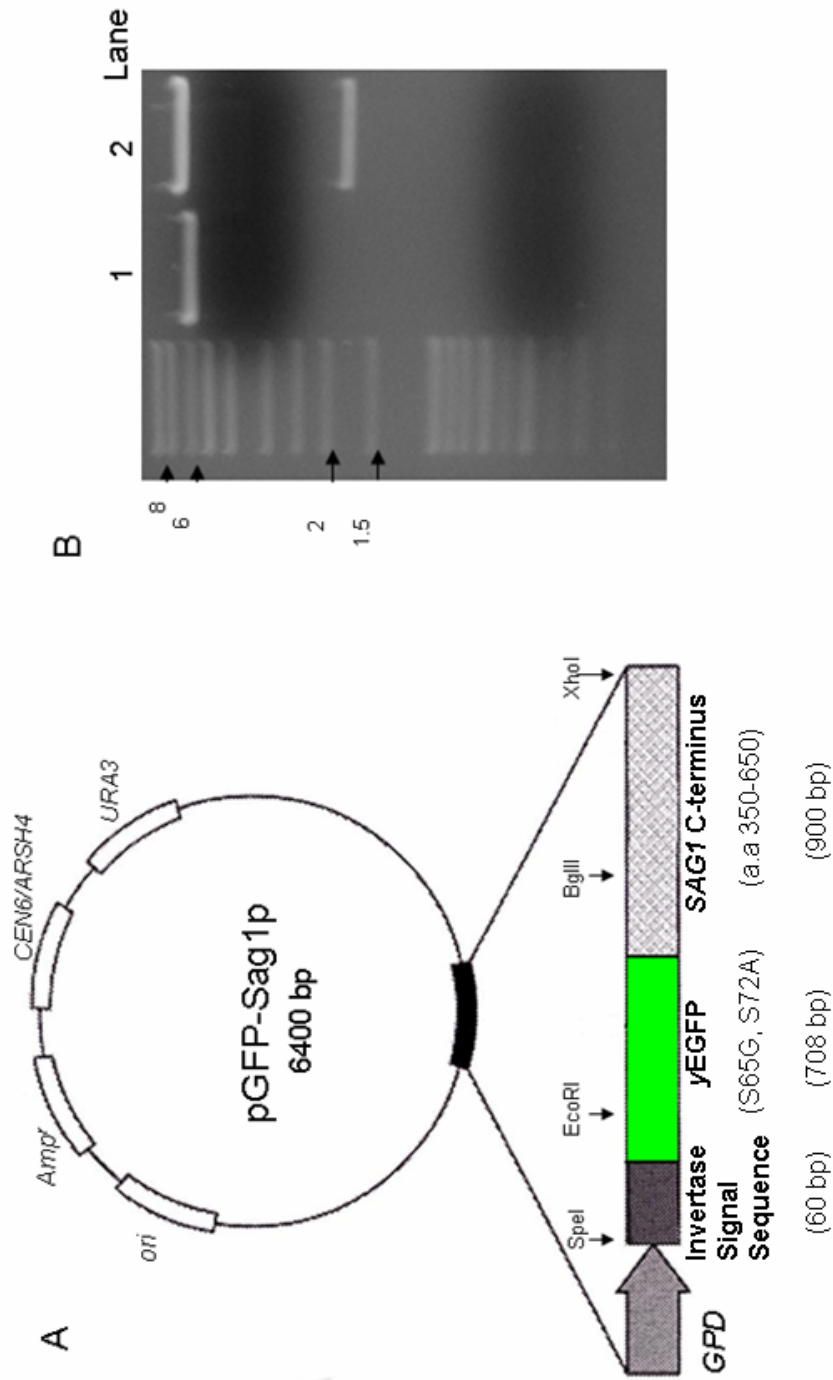 A
CEN6/ARSH4
Ampʳ
URA3
ori
pGFP-Sag1p
6400 bp
SpeI
EcoRI
BglII
XhoI
GPD
Invertase
Signal
Sequence
(60 bp)
yEGFP
(S65G, S72A)
(708 bp)
SAG1 C-terminus
(a.a 350-650)
(900 bp)
B
1 2 Lane
8
6
2
1.5